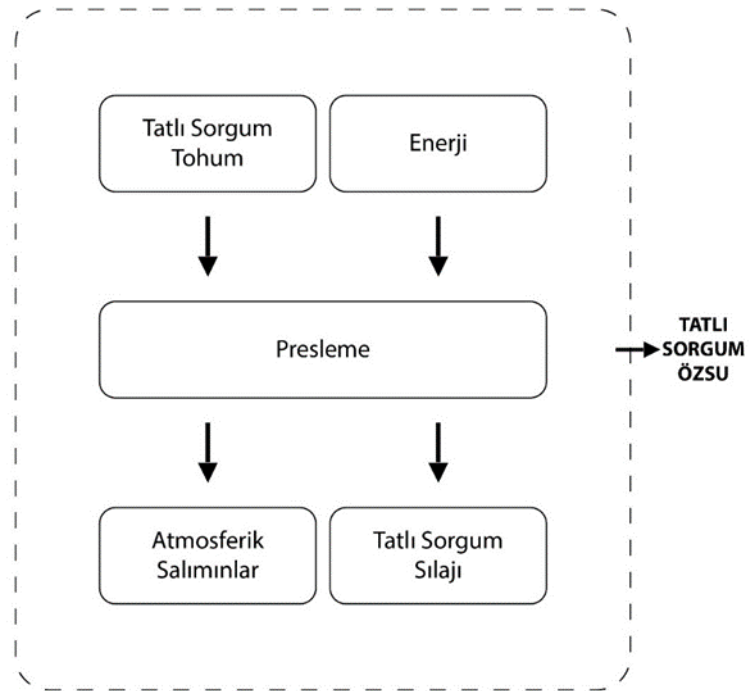 Tatlı Sorgum
Tohum
Enerji
Presleme
TATLI
SORGUM
ÖZSU
Atmosferik
Salımınlar
Tatlı Sorgum
Sılajı